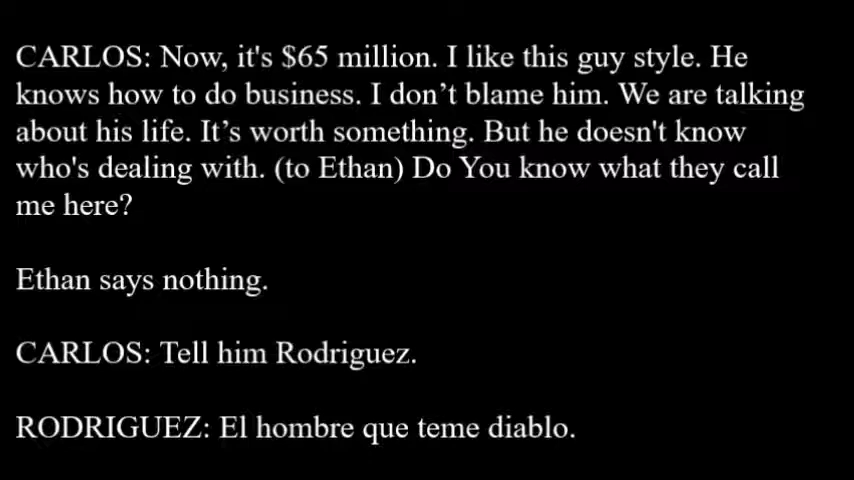 CARLOS: Now, it's $65 million. I like this guy style. He
knows how to do business. I don’t blame him. We are talking
about his life. It’s worth something. But he doesn't know
who's dealing with. (to Ethan) Do You know what they call
me here?
Ethan says nothing.
CARLOS: Tell him Rodriguez.
RODRIGUEZ: El hombre que teme diablo.